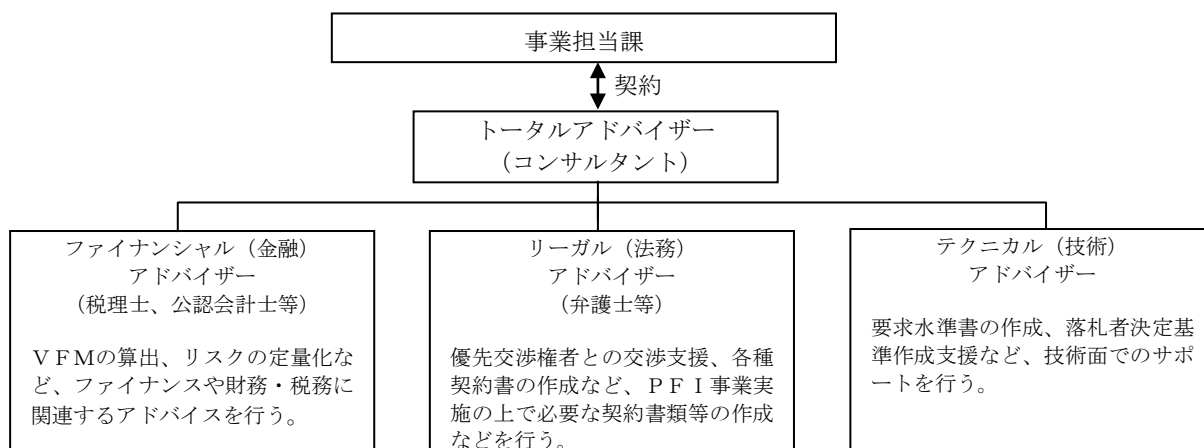 事業担当課
契約
トータルアドバイザー
（コンサルタント）
ファイナンシャル（金融）
アドバイザー
（税理士、公認会計士等）
ＶＦＭの算出、リスクの定量化な
ど、ファイナンスや財務・税務に
関連するアドバイスを行う。
リーガル（法務）
アドバイザー
（弁護士等）
優先交渉権者との交渉支援、各種
契約書の作成など、ＰＦＩ事業実
施の上で必要な契約書類等の作成
などを行う。
テクニカル（技術）
アドバイザー
要求水準書の作成、落札者決定基
準作成支援など、技術面でのサポ
ートを行う。